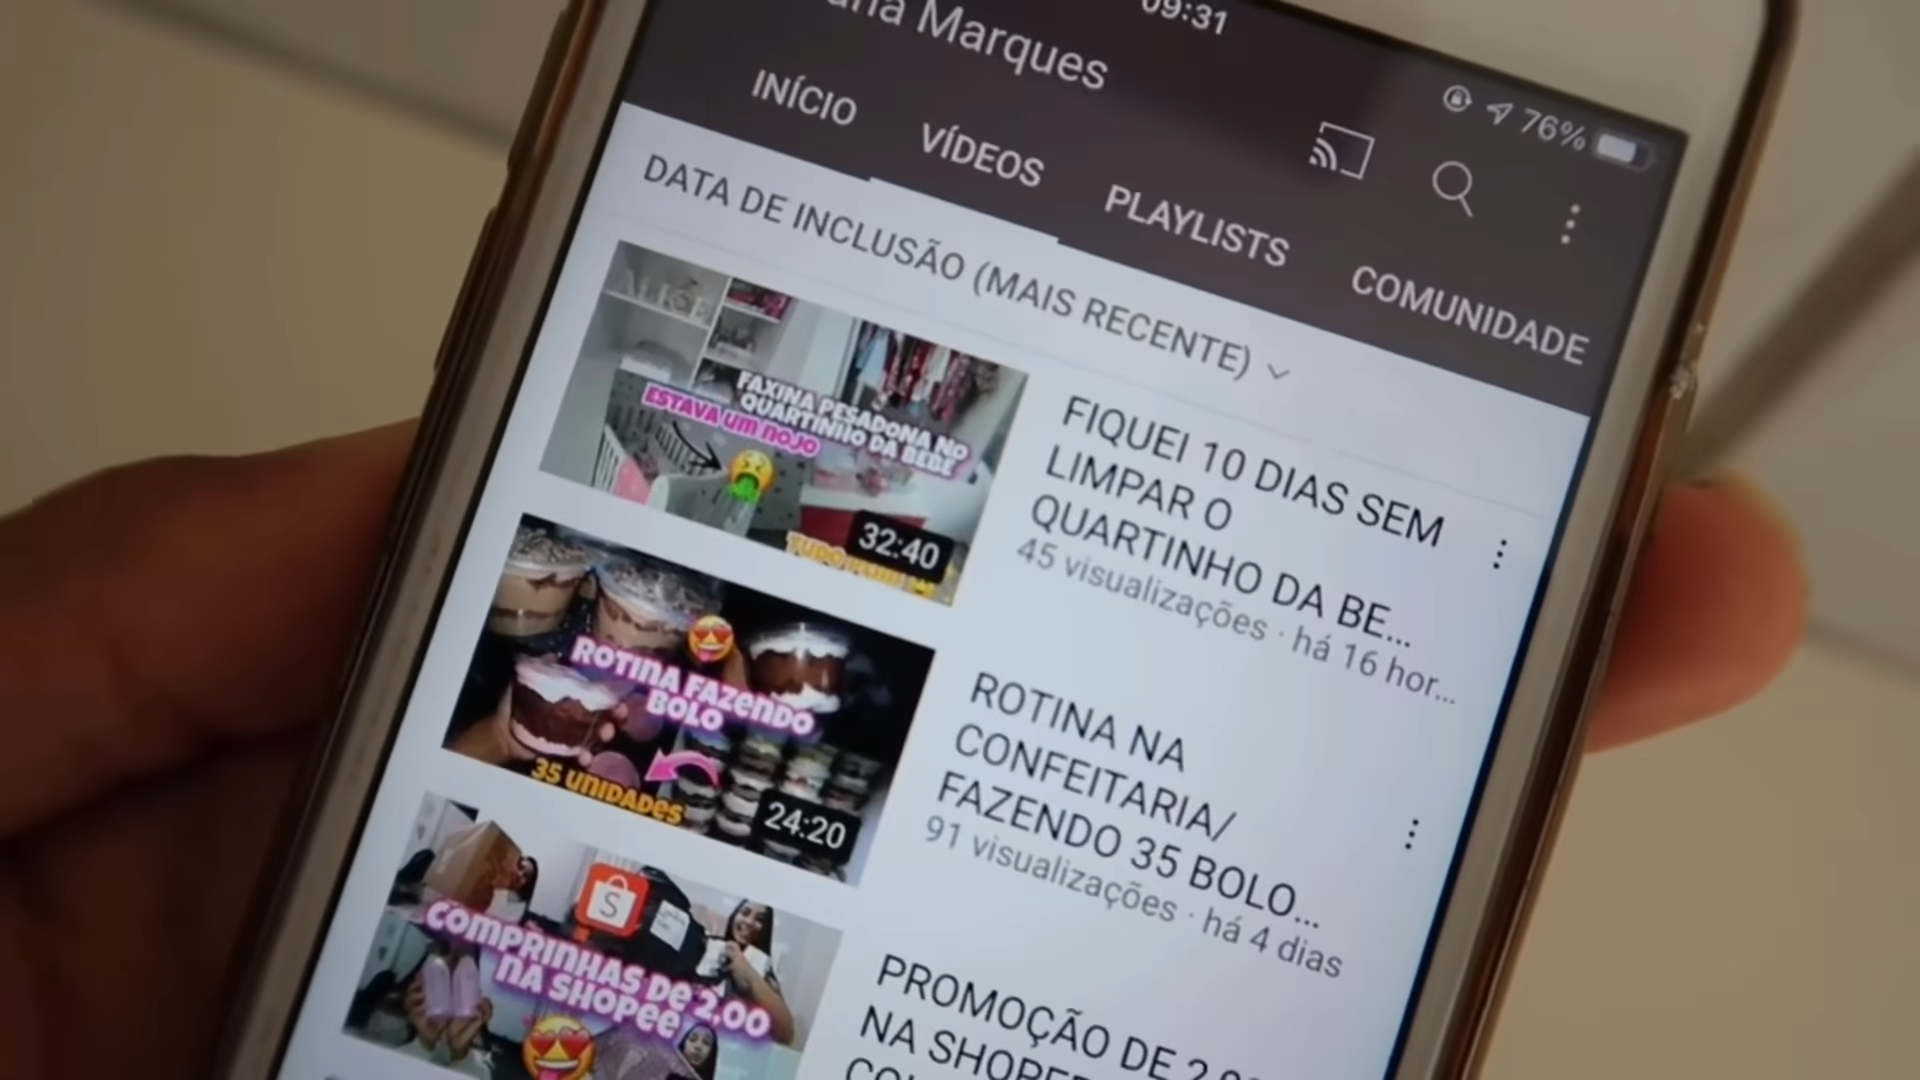 09:31
Marques
76%
INÍCIO
VÍDEOS
PLAYLISTS
COMUNIDADE
DATA DE INCLUSÃO (MAIS RECENTE)
ALICE
FAXINA PESADONA NO
QUARTINHO DA BEBÊ
ESTAVA UM NOJO
32:40
FIQUEI 10 DIAS SEM
LIMPAR O
QUARTINHO DA BE...
45 visualizações · há 16 hor...
ROTINA FAZENDO
BOLO
35 UNIDADES
24:20
ROTINA NA
CONFEITARIA/
FAZENDO 35 BOLO...
91 visualizações · há 4 dias
S
COMPRINHAS DE 2,00
NA SHOPEE
PROMOÇÃO DE
NA SHOPEE